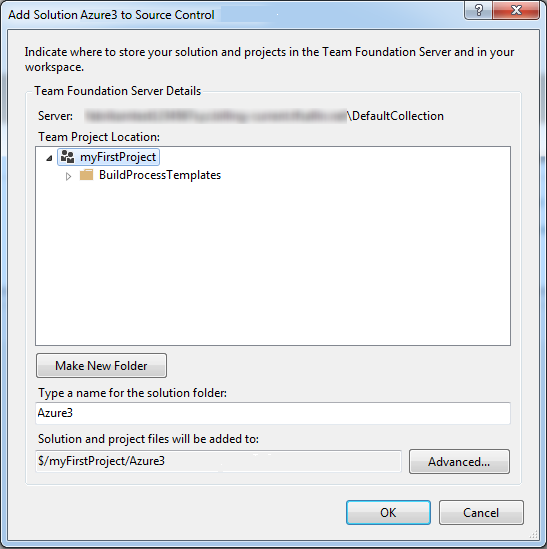 Add Solution Azure3 to Source Control
Indicate where to store your solution and projects in the Team Foundation Server and in your
workspace.
Team Foundation Server Details
Server: \DefaultCollection
Team Project Location:
myFirstProject
BuildProcessTemplates
Make New Folder
Type a name for the solution folder:
Azure3
Solution and project files will be added to:
$/myFirstProject/Azure3
Advanced...
OK
Cancel